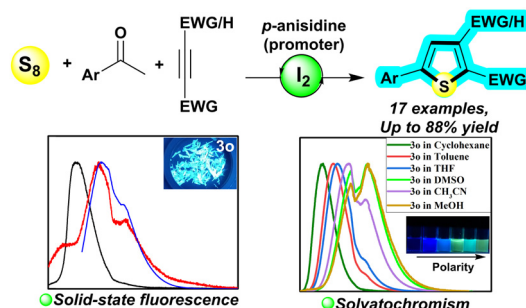 S8 + Ar O + EWG/H EWG
p-anisidine
(promoter)
I2
EWG/H
Ar S EWG
17 examples,
Up to 88% yield
3o
Solid-state fluorescence
3o in Cyclohexane
3o in Toluene
3o in THF
3o in DMSO
3o in CH3CN
3o in MeOH
Polarity
Solvatochromism